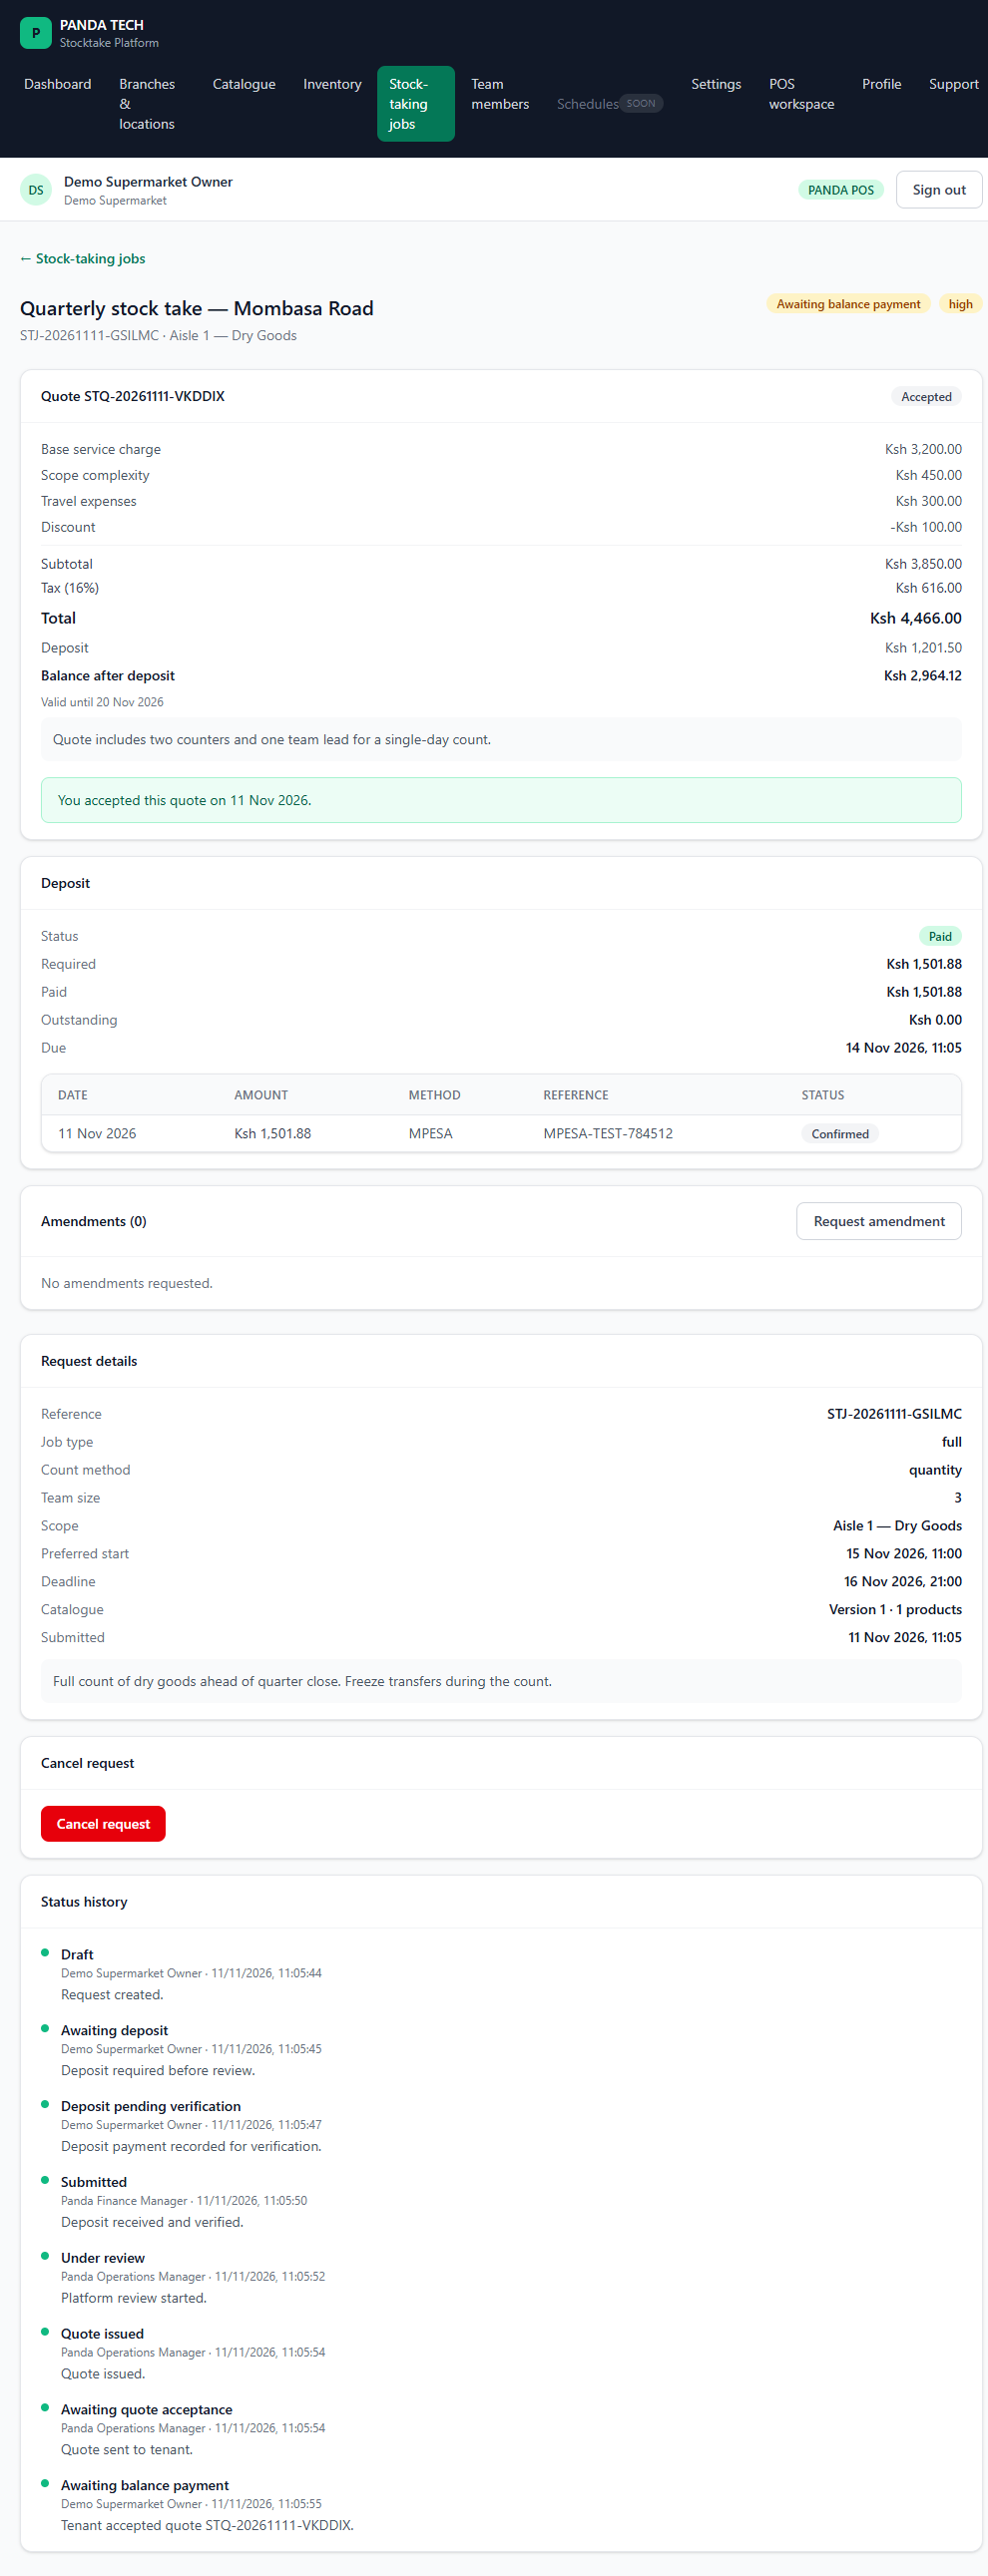 P
PANDA TECH
Stocktake Platform
Dashboard
Branches & locations
Catalogue
Inventory
Stock-taking jobs
Team members
Schedules SOON
Settings
POS workspace
Profile
Support
DS
Demo Supermarket Owner
Demo Supermarket
PANDA POS
Sign out
← Stock-taking jobs
Quarterly stock take — Mombasa Road
Awaiting balance payment
high
STJ-20261111-GSILMC · Aisle 1 — Dry Goods
Quote STQ-20261111-VKDDIX Accepted
Base service charge Ksh 3,200.00
Scope complexity Ksh 450.00
Travel expenses Ksh 300.00
Discount -Ksh 100.00
Subtotal Ksh 3,850.00
Tax (16%) Ksh 616.00
Total Ksh 4,466.00
Deposit Ksh 1,201.50
Balance after deposit Ksh 2,964.12
Valid until 20 Nov 2026
Quote includes two counters and one team lead for a single-day count.
You accepted this quote on 11 Nov 2026.
Deposit
Status Paid
Required Ksh 1,501.88
Paid Ksh 1,501.88
Outstanding Ksh 0.00
Due 14 Nov 2026, 11:05
DATE AMOUNT METHOD REFERENCE STATUS
11 Nov 2026 Ksh 1,501.88 MPESA MPESA-TEST-784512 Confirmed
Amendments (0) Request amendment
No amendments requested.
Request details
Reference STJ-20261111-GSILMC
Job type full
Count method quantity
Team size 3
Scope Aisle 1 — Dry Goods
Preferred start 15 Nov 2026, 11:00
Deadline 16 Nov 2026, 21:00
Catalogue Version 1 · 1 products
Submitted 11 Nov 2026, 11:05
Full count of dry goods ahead of quarter close. Freeze transfers during the count.
Cancel request
Cancel request
Status history
Draft
Demo Supermarket Owner · 11/11/2026, 11:05:44
Request created.
Awaiting deposit
Demo Supermarket Owner · 11/11/2026, 11:05:45
Deposit required before review.
Deposit pending verification
Demo Supermarket Owner · 11/11/2026, 11:05:47
Deposit payment recorded for verification.
Submitted
Panda Finance Manager · 11/11/2026, 11:05:50
Deposit received and verified.
Under review
Panda Operations Manager · 11/11/2026, 11:05:52
Platform review started.
Quote issued
Panda Operations Manager · 11/11/2026, 11:05:54
Quote issued.
Awaiting quote acceptance
Panda Operations Manager · 11/11/2026, 11:05:54
Quote sent to tenant.
Awaiting balance payment
Demo Supermarket Owner · 11/11/2026, 11:05:55
Tenant accepted quote STQ-20261111-VKDDIX.